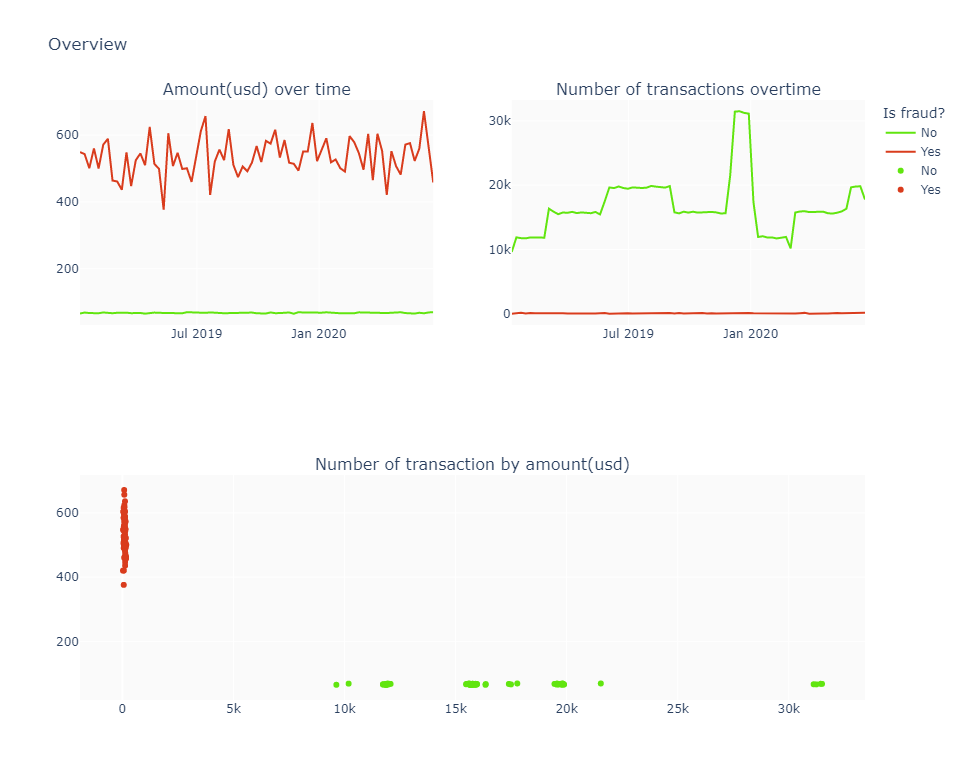 Overview
Amount(usd) over time
600
400
200
Jul 2019
Jan 2020
Number of transactions overtime
30k
20k
10k
0
Jul 2019
Jan 2020
Is fraud?
No
Yes
No
Yes
Number of transaction by amount(usd)
600
400
200
0
5k
10k
15k
20k
25k
30k